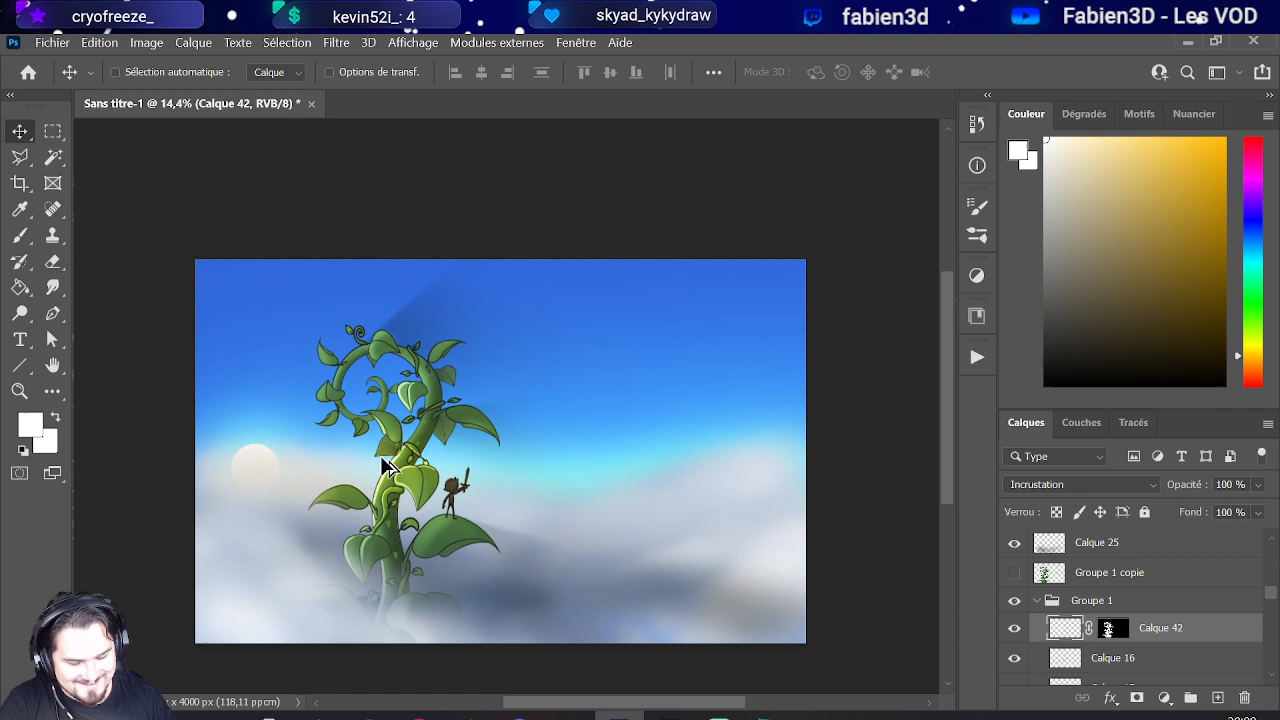 cryofreeze_
kevin52i_: 4
skyad_kykydraw
fabien3d
Fabien3D - Les VOD
Ps
Fichier Edition Image Calque Texte Sélection Filtre 3D Affichage Modules externes Fenêtre Aide
Sélection automatique : Calque Options de transf. Mode 3D :
Sans titre-1 @ 14,4% (Calque 42, RVB/8) *
Couleur Dégradés Motifs Nuancier
Calques Couches Tracés
Type
Incrustation Opacité : 100 %
Verrou : Fond : 100 %
Calque 25
Groupe 1 copie
Groupe 1
Calque 42
Calque 16
x 4000 px (118,11 ppcm)